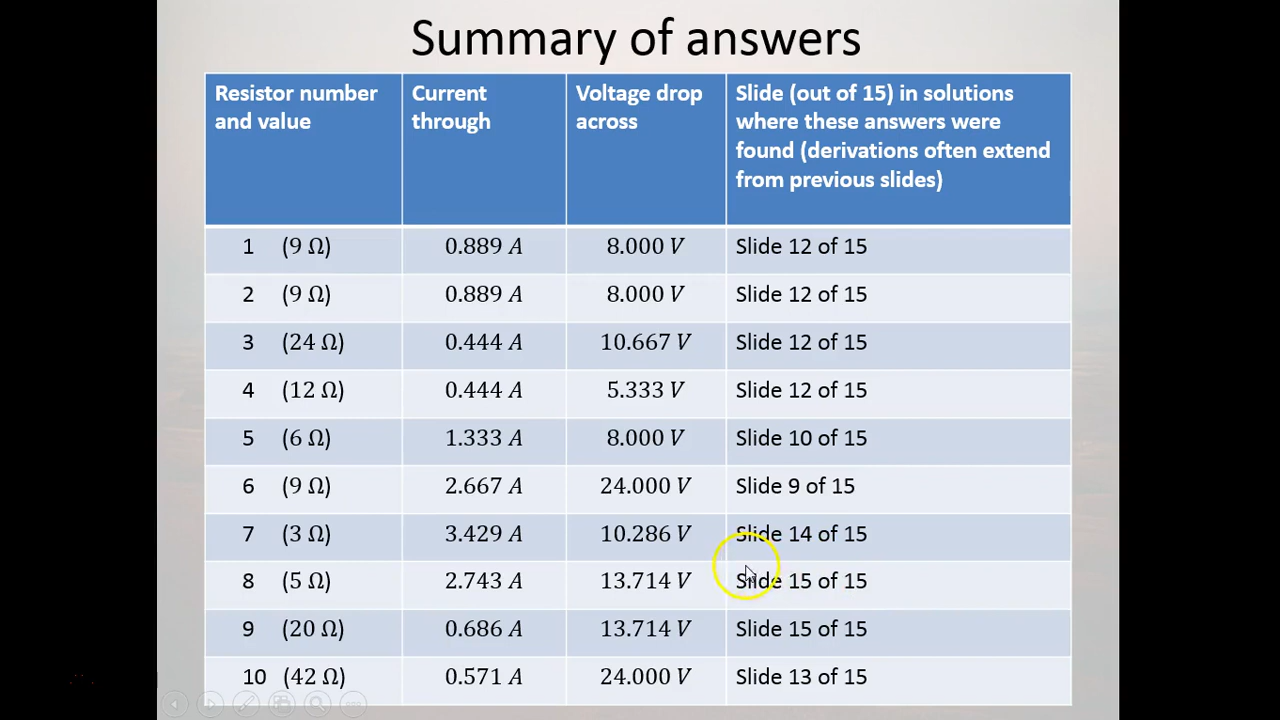 Summary of answers
Resistor number and value Current through Voltage drop across Slide (out of 15) in solutions where these answers were found (derivations often extend from previous slides)
1 (9 Ω) 0.889 A 8.000 V Slide 12 of 15
2 (9 Ω) 0.889 A 8.000 V Slide 12 of 15
3 (24 Ω) 0.444 A 10.667 V Slide 12 of 15
4 (12 Ω) 0.444 A 5.333 V Slide 12 of 15
5 (6 Ω) 1.333 A 8.000 V Slide 10 of 15
6 (9 Ω) 2.667 A 24.000 V Slide 9 of 15
7 (3 Ω) 3.429 A 10.286 V Slide 14 of 15
8 (5 Ω) 2.743 A 13.714 V Slide 15 of 15
9 (20 Ω) 0.686 A 13.714 V Slide 15 of 15
10 (42 Ω) 0.571 A 24.000 V Slide 13 of 15